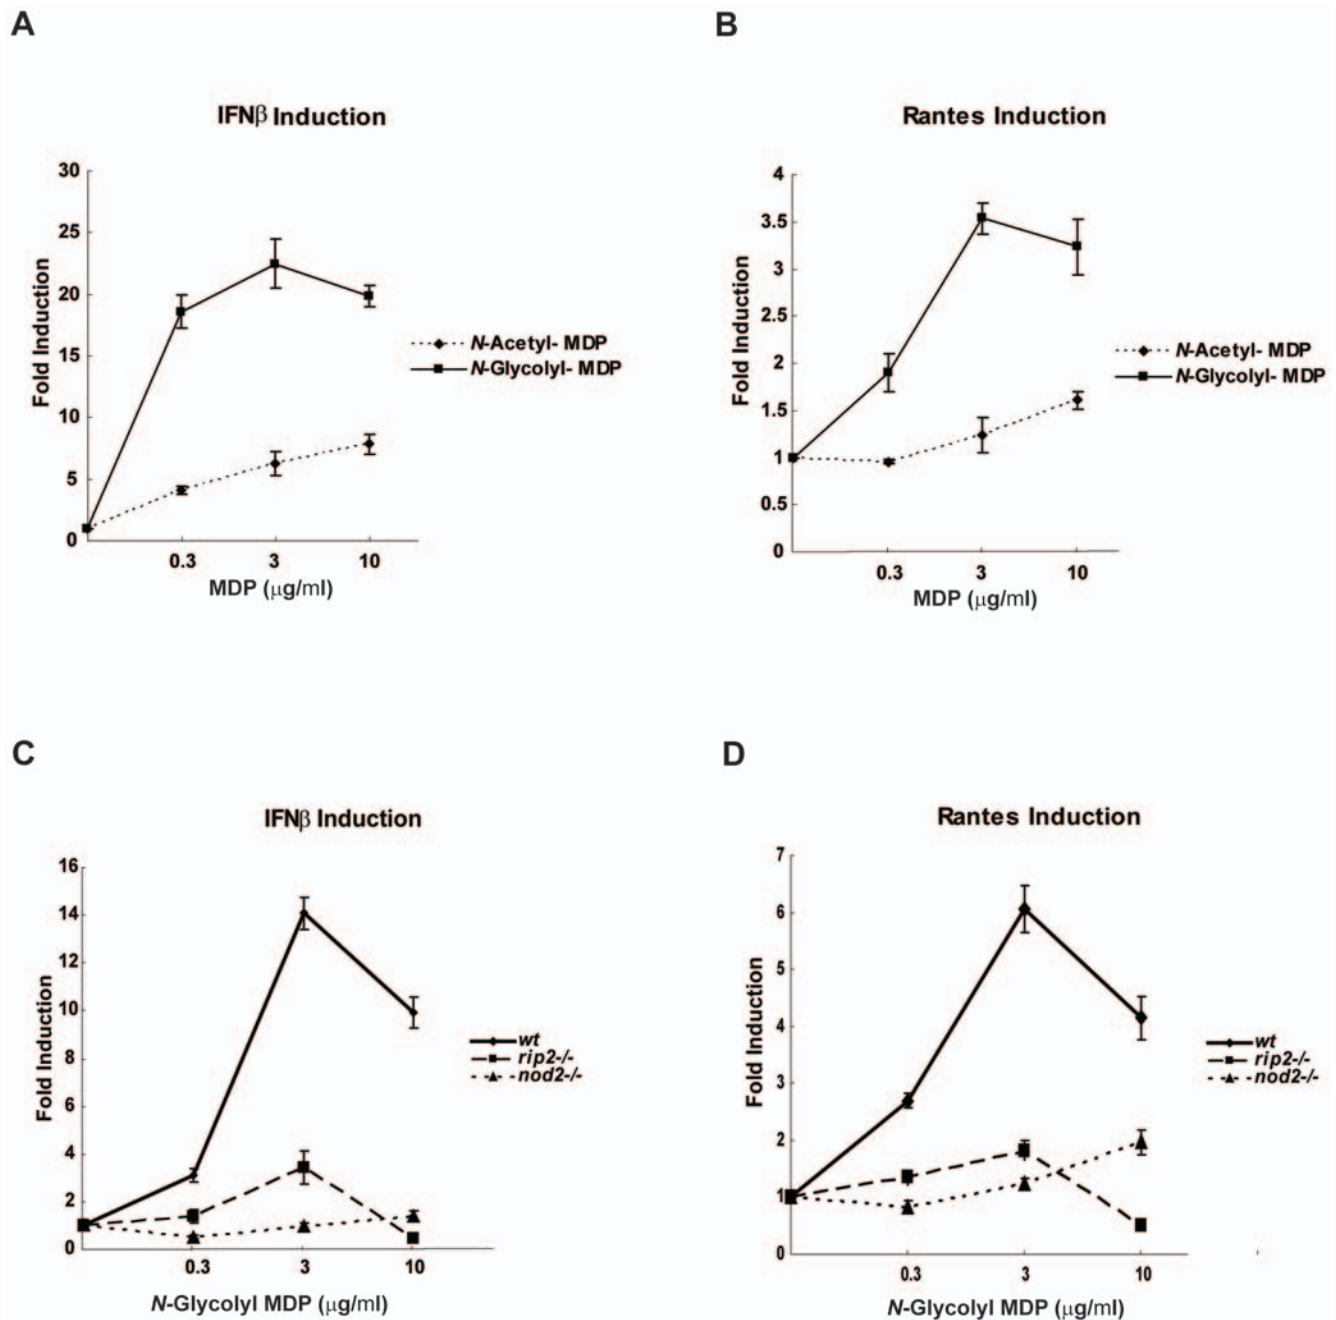 A
IFNβ Induction
30
25
20
15
10
5
0
Fold Induction
0.3 3 10
MDP (μg/ml)
N-Acetyl- MDP
N-Glycolyl- MDP
B
Rantes Induction
4
3.5
3
2.5
2
1.5
1
0.5
0
Fold Induction
0.3 3 10
MDP (μg/ml)
N-Acetyl- MDP
N-Glycolyl- MDP
C
IFNβ Induction
16
14
12
10
8
6
4
2
0
Fold Induction
0.3 3 10
N-Glycolyl MDP (μg/ml)
wt
rip2-/-
nod2-/-
D
Rantes Induction
7
6
5
4
3
2
1
0
Fold Induction
0.3 3 10
N-Glycolyl MDP (μg/ml)
wt
rip2-/-
nod2-/-